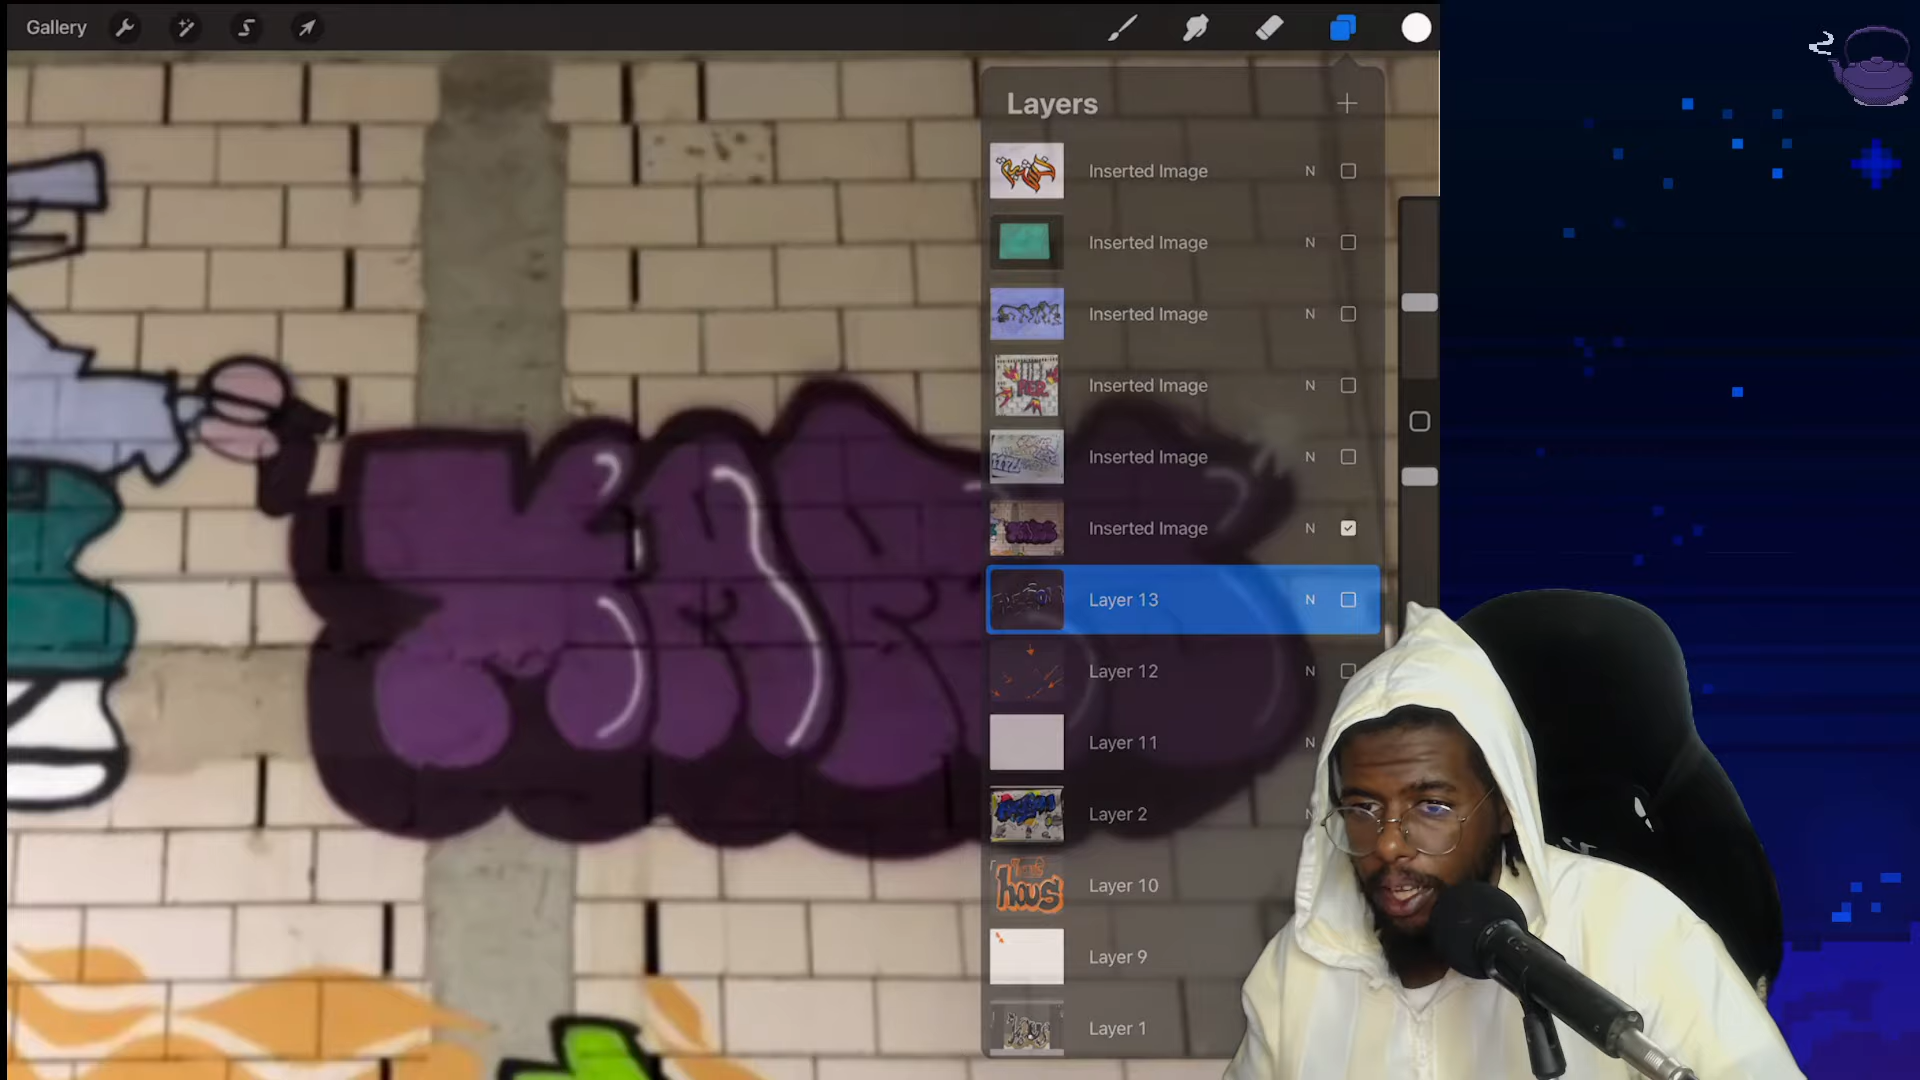 Gallery
Layers
Inserted Image N
Inserted Image N
Inserted Image N
Inserted Image N
Inserted Image N
Inserted Image N
Layer 13 N
Layer 12 N
Layer 11 N
Layer 2
Layer 10
Layer 9
Layer 1